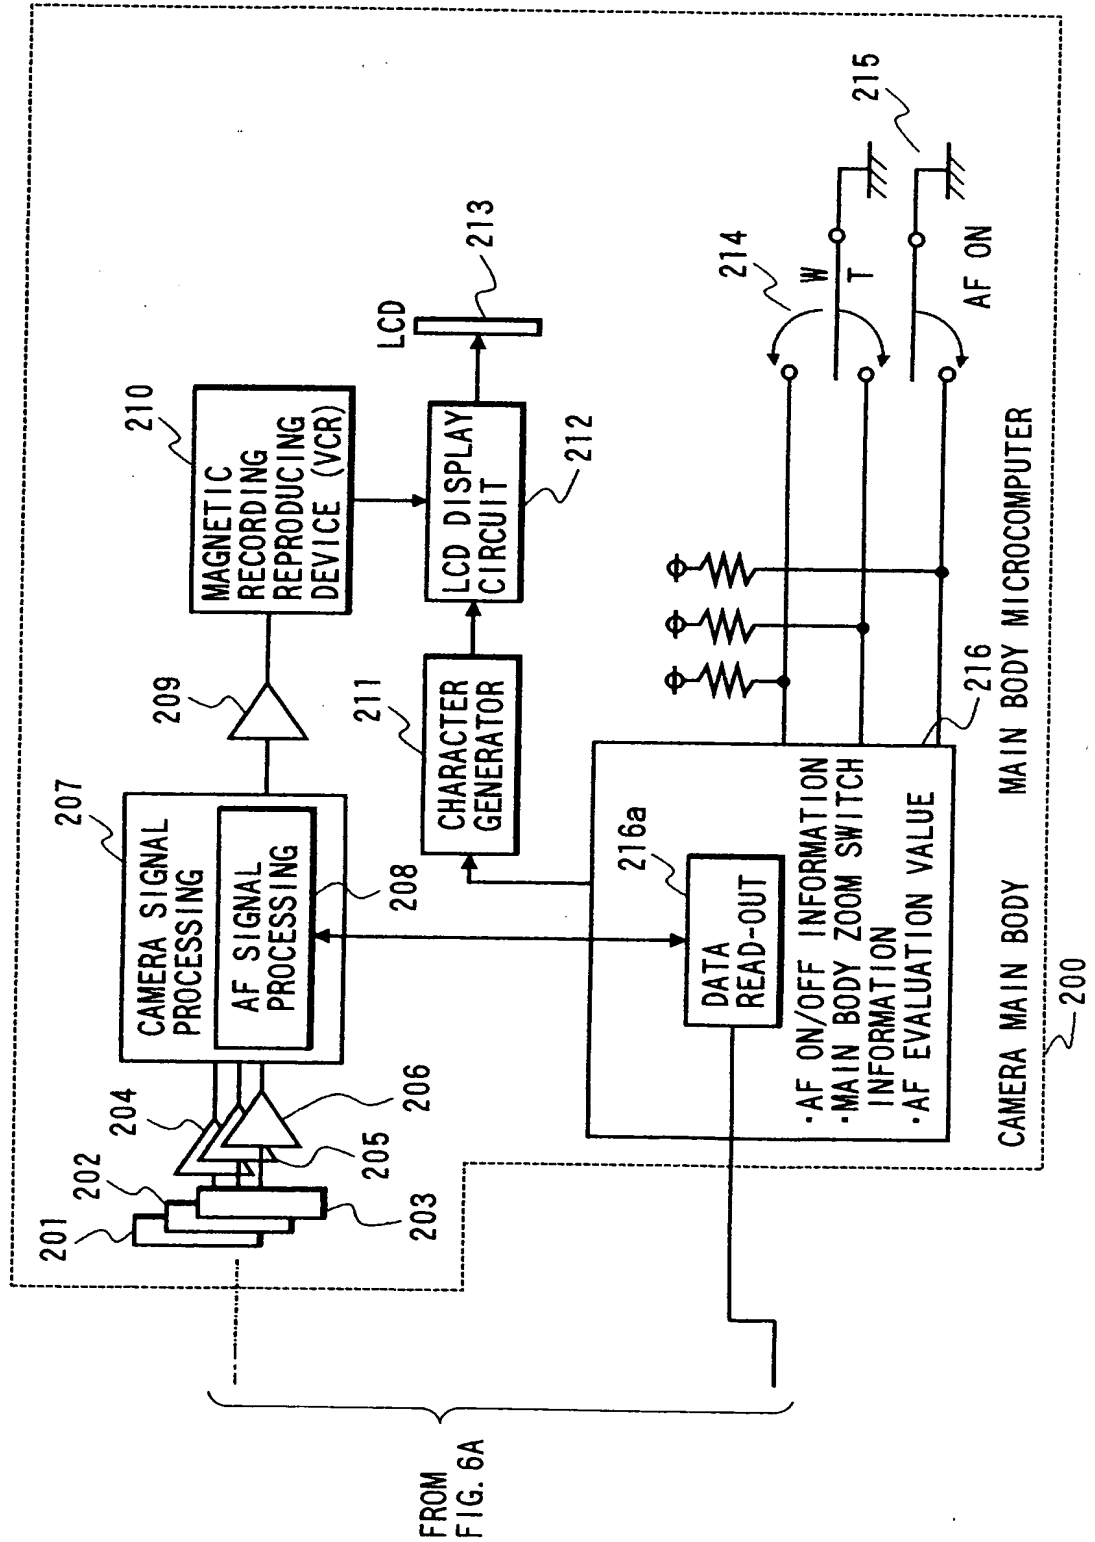 201
202
203
204
205
206
207
CAMERA SIGNAL
PROCESSING
AF SIGNAL
PROCESSING
208
209
210
MAGNETIC
RECORDING
REPRODUCING
DEVICE (VCR)
211
CHARACTER
GENERATOR
LCD DISPLAY
CIRCUIT
212
LCD
213
214
W
T
215
AF ON
216a
DATA
READ-OUT
·AF ON/OFF INFORMATION
·MAIN BODY ZOOM SWITCH
INFORMATION
·AF EVALUATION VALUE
216
MAIN BODY MICROCOMPUTER
CAMERA MAIN BODY
200
FROM
FIG. 6A